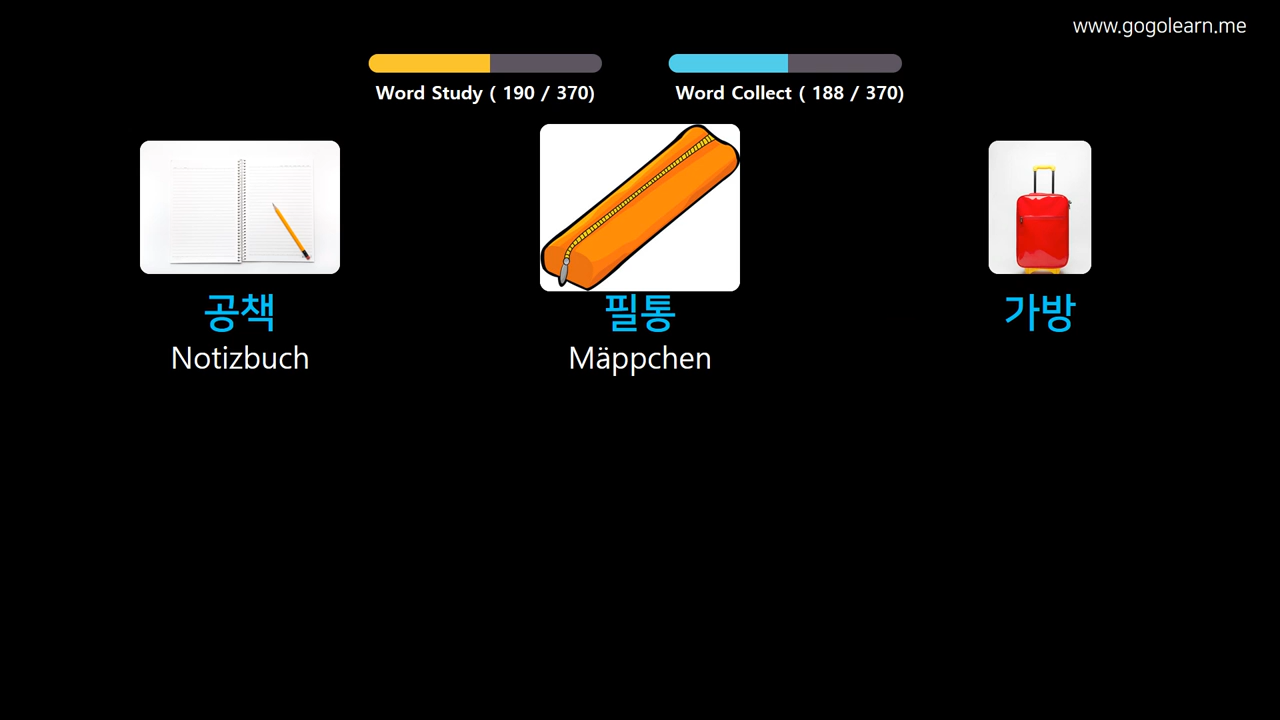 www.gogolearn.me
Word Study ( 190 / 370)
Word Collect ( 188 / 370)
공책
필통
가방
Notizbuch
Mäppchen